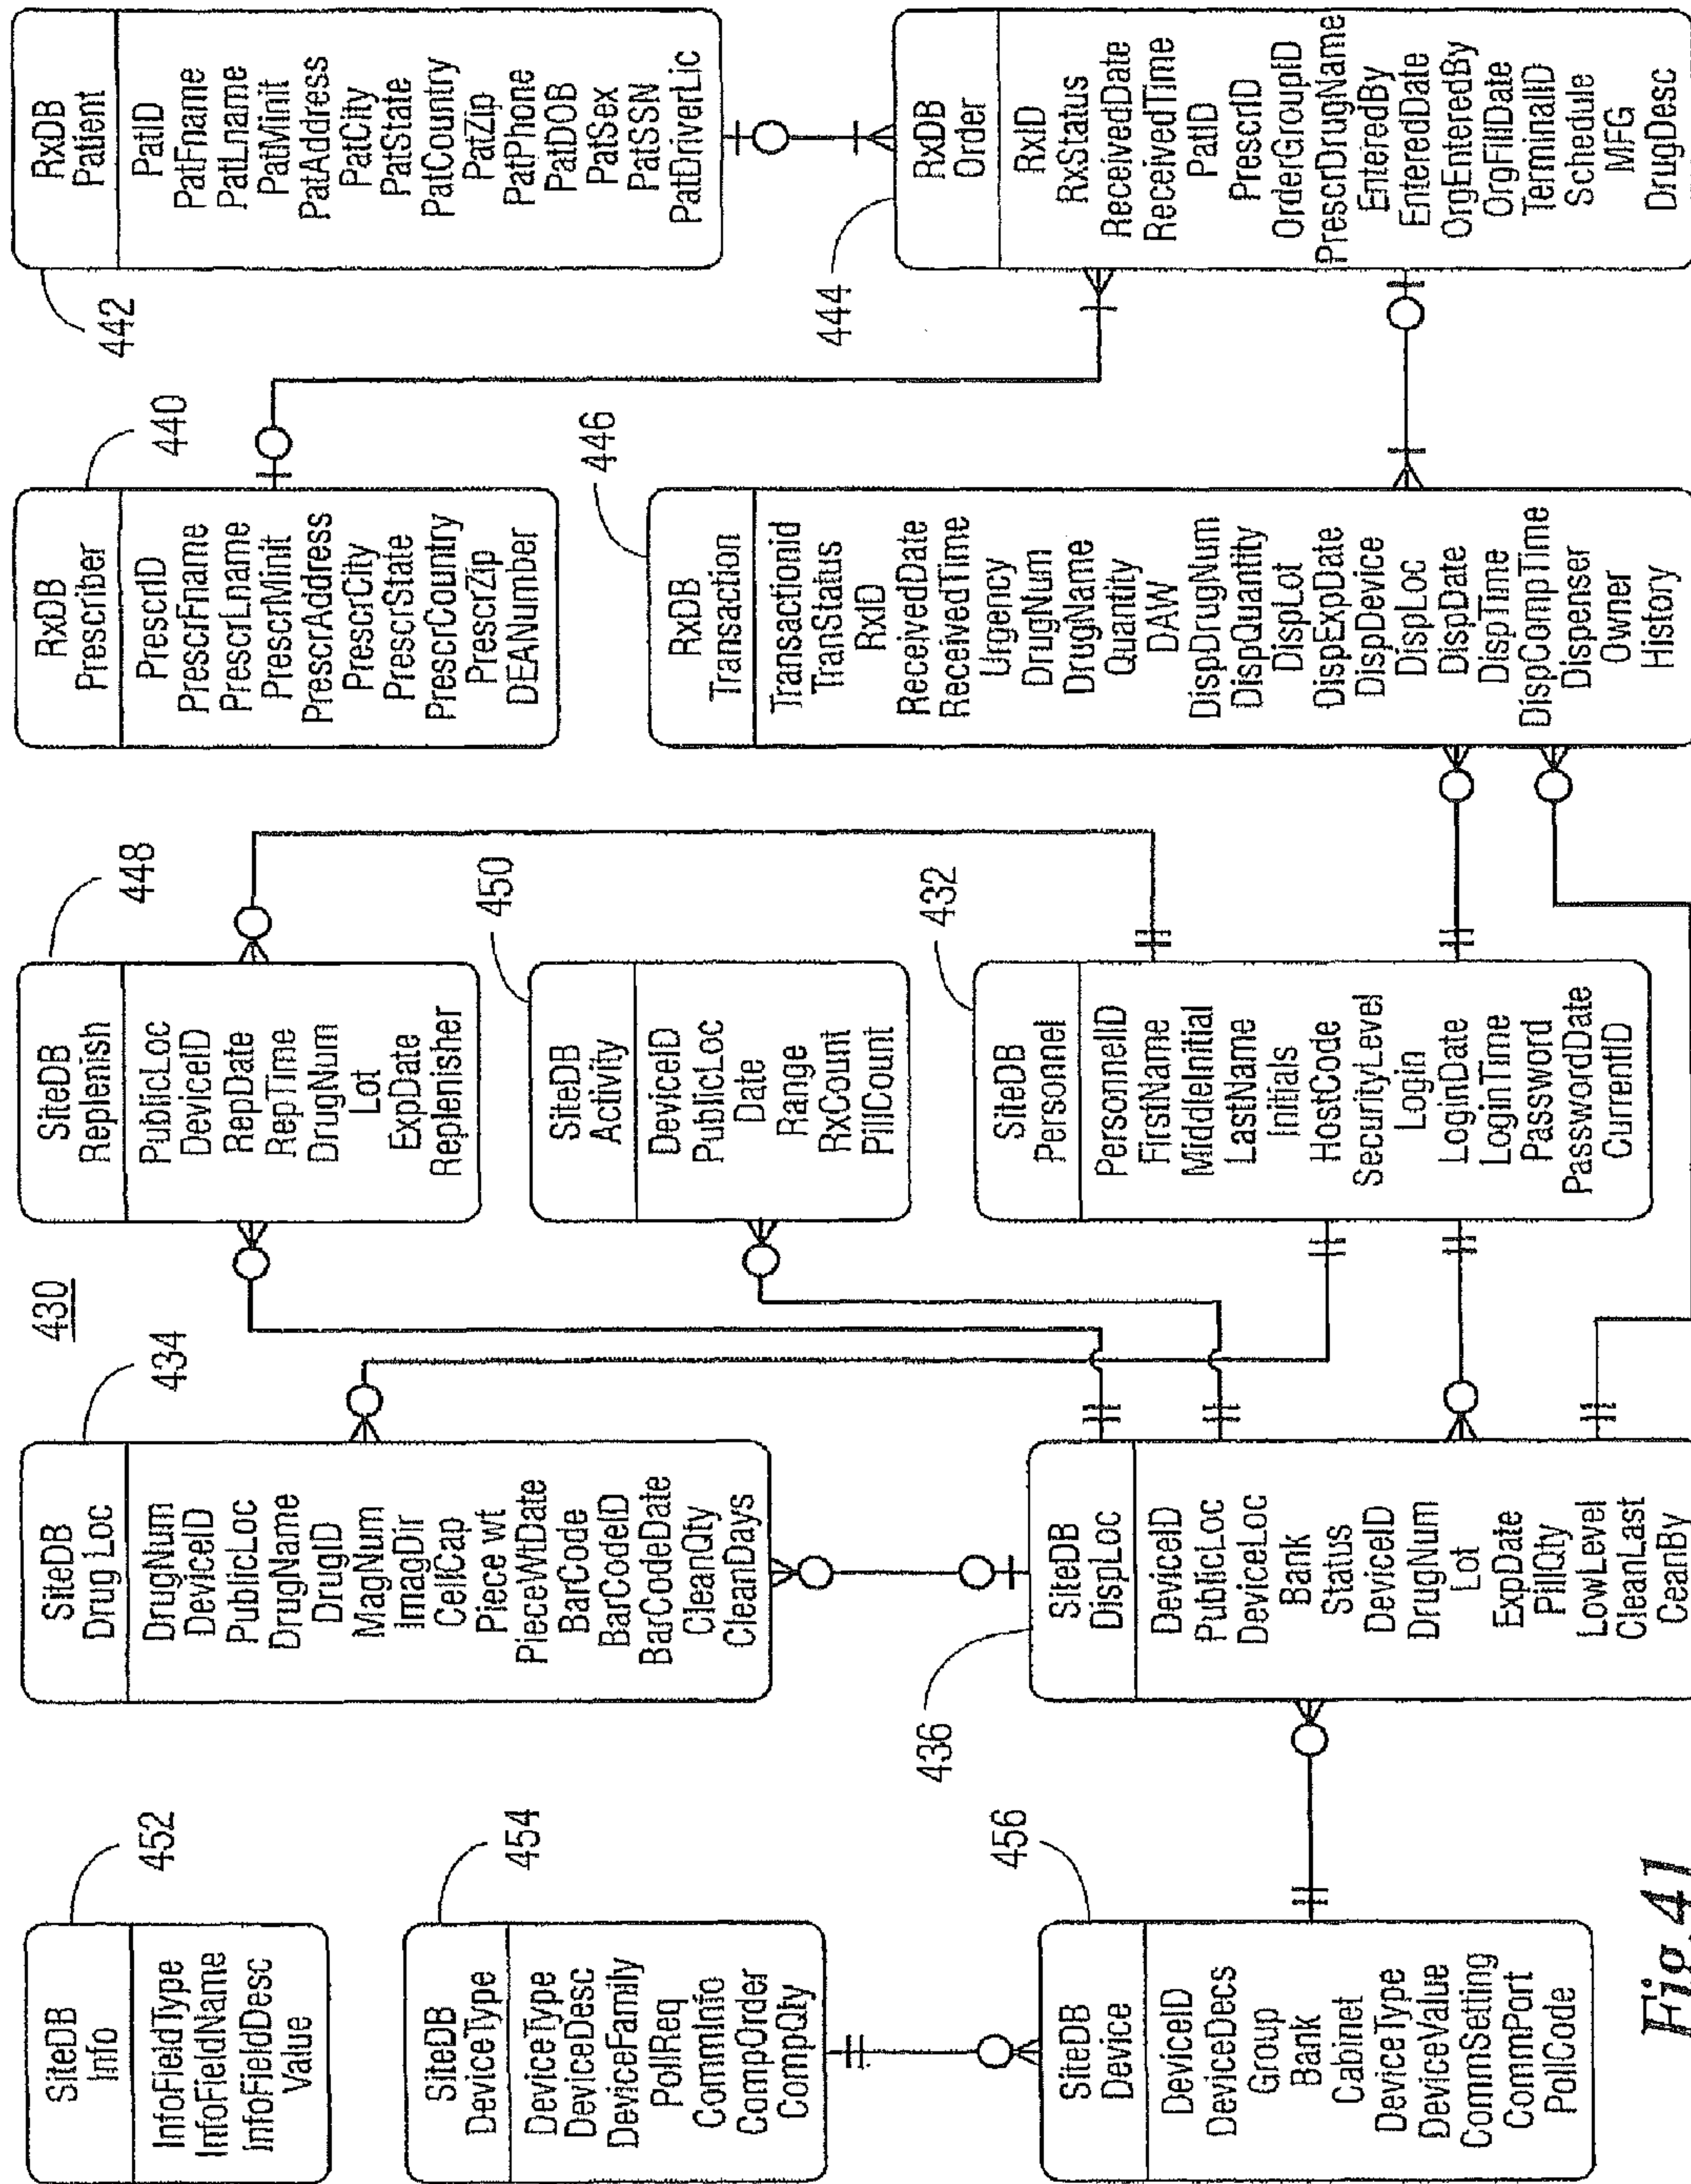 430
452
SiteDB
Info
InfoFieldType
InfoFieldName
InfoFieldDesc
Value
454
SiteDB
DeviceType
DeviceType
DeviceDesc
DeviceFamily
PollReq
CommInfo
CompOrder
CompQty
456
SiteDB
Device
DeviceID
DeviceDecs
Group
Bank
Cabinet
DeviceType
DeviceValue
CommSetting
CommPort
PollCode
434
SiteDB
Drug Loc
DrugNum
DeviceID
PublicLoc
DrugName
DrugID
MagNum
ImagDir
CellCap
Piece wt
PieceWtDate
BarCode
BarCodeID
BarCodeDate
CleanQty
CleanDays
436
SiteDB
DispLoc
DeviceID
PublicLoc
DeviceLoc
Bank
Status
DeviceID
DrugNum
Lot
ExpDate
PillQty
LowLevel
CleanLast
CeanBy
448
SiteDB
Replenish
PublicLoc
DeviceID
RepDate
RepTime
DrugNum
Lot
ExpDate
Replenisher
450
SiteDB
Activity
DeviceID
PublicLoc
Date
Range
RxCount
PillCount
432
SiteDB
Personnel
PersonnelID
FirstName
MiddleInitial
LastName
Initials
HostCode
SecurityLevel
Login
LoginDate
LoginTime
Password
PasswordDate
CurrentID
440
RxDB
Prescriber
PrescrID
PrescrFname
PrescrLname
PrescrMinit
PrescrAddress
PrescrCity
PrescrState
PrescrCountry
PrescrZip
DEANumber
446
RxDB
Transaction
Transactionid
TranStatus
RxID
ReceivedDate
ReceivedTime
Urgency
DrugNum
DrugName
Quantity
DAW
DispDrugNum
DispQuantity
DispLot
DispExpDate
DispDevice
DispLoc
DispDate
DispTime
DispCompTime
Dispenser
Owner
History
442
RxDB
Patient
PatID
PatFname
PatLname
PatMinit
PatAddress
PatCity
PatState
PatCountry
PatZip
PatPhone
PatDOB
PatSex
PatSSN
PatDriverLic
444
RxDB
Order
RxID
RxStatus
ReceivedDate
ReceivedTime
PatID
PrescrID
OrderGroupID
PrescrDrugName
EnteredBy
EnteredDate
OrgEnteredBy
OrgFillDate
TerminalID
Schedule
MFG
DrugDesc
Fig.41